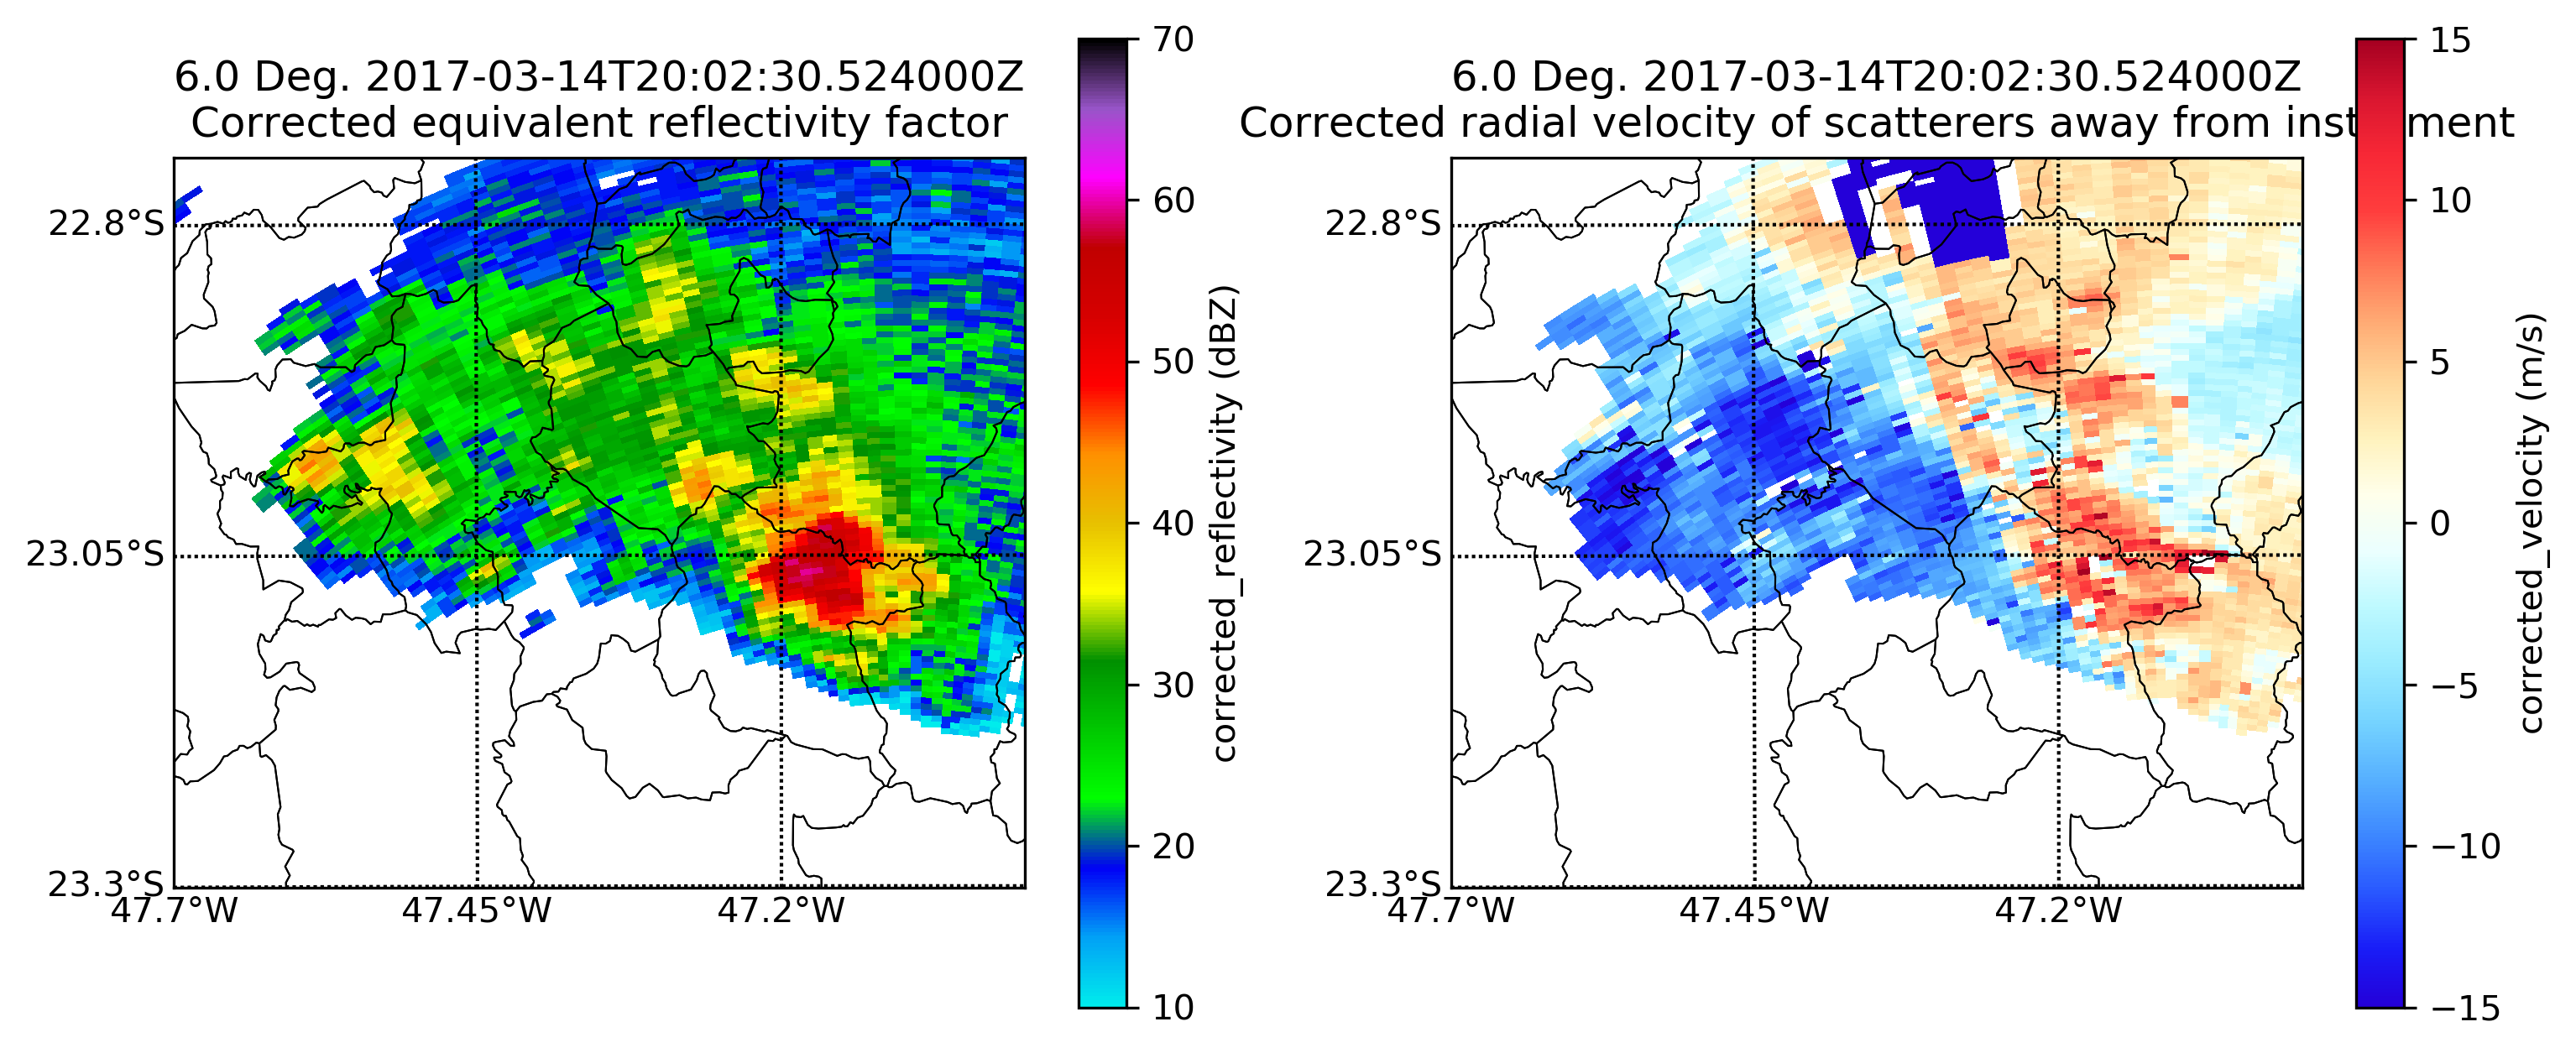 6.0 Deg. 2017-03-14T20:02:30.524000Z
Corrected equivalent reflectivity factor
22.8°S
23.05°S
23.3°S
47.7°W
47.45°W
47.2°W
70
60
50
40
30
20
10
corrected_reflectivity (dBZ)
6.0 Deg. 2017-03-14T20:02:30.524000Z
Corrected radial velocity of scatterers away from inst ment
22.8°S
23.05°S
23.3°S
47.7°W
47.45°W
47.2°W
15
10
5
0
−5
−10
−15
corrected_velocity (m/s)